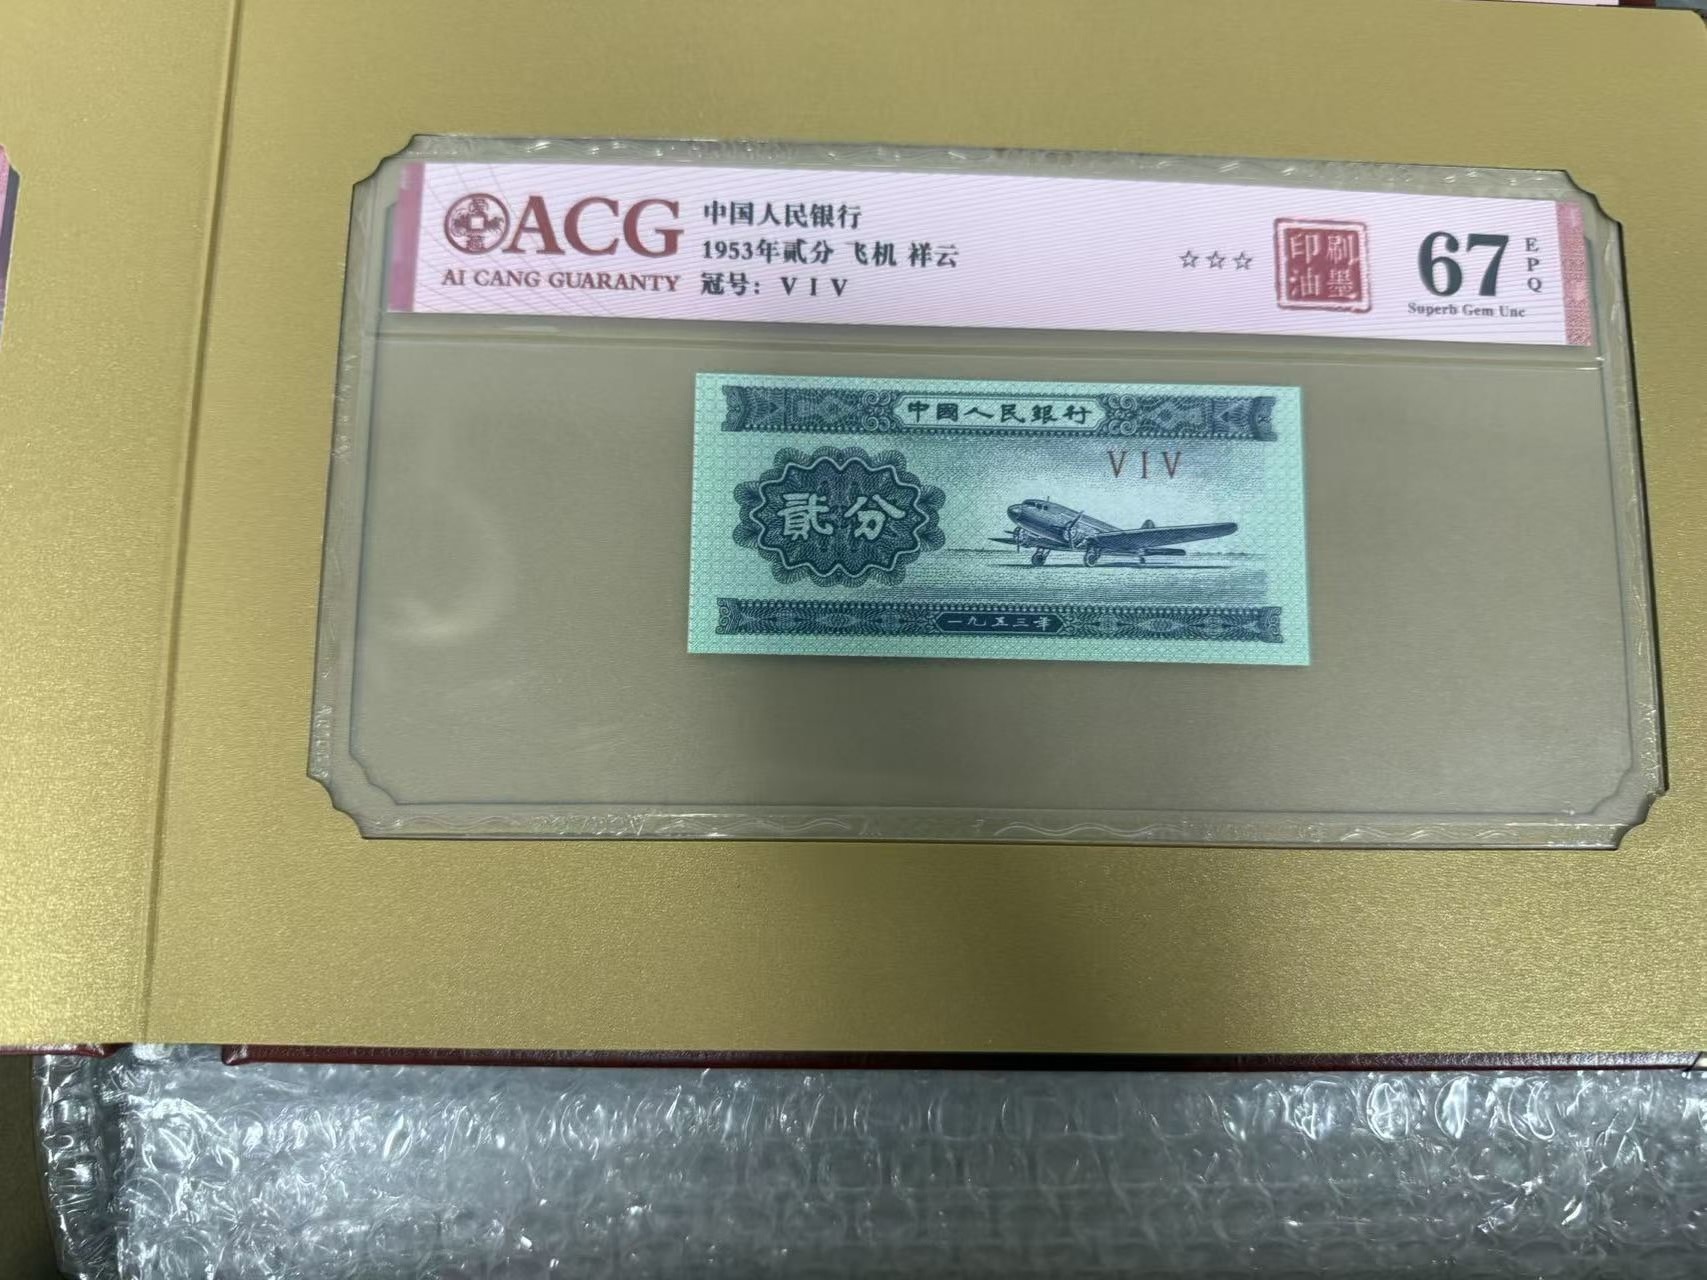 ACG
AI CANG GUARANTY
中国人民银行
1953年貳分 飞机 祥云
冠号：V I V
☆☆☆
印刷
油墨
67
EPQ
Superb Gem Unc
中國人民銀行
V I V
貳分
一九五三年